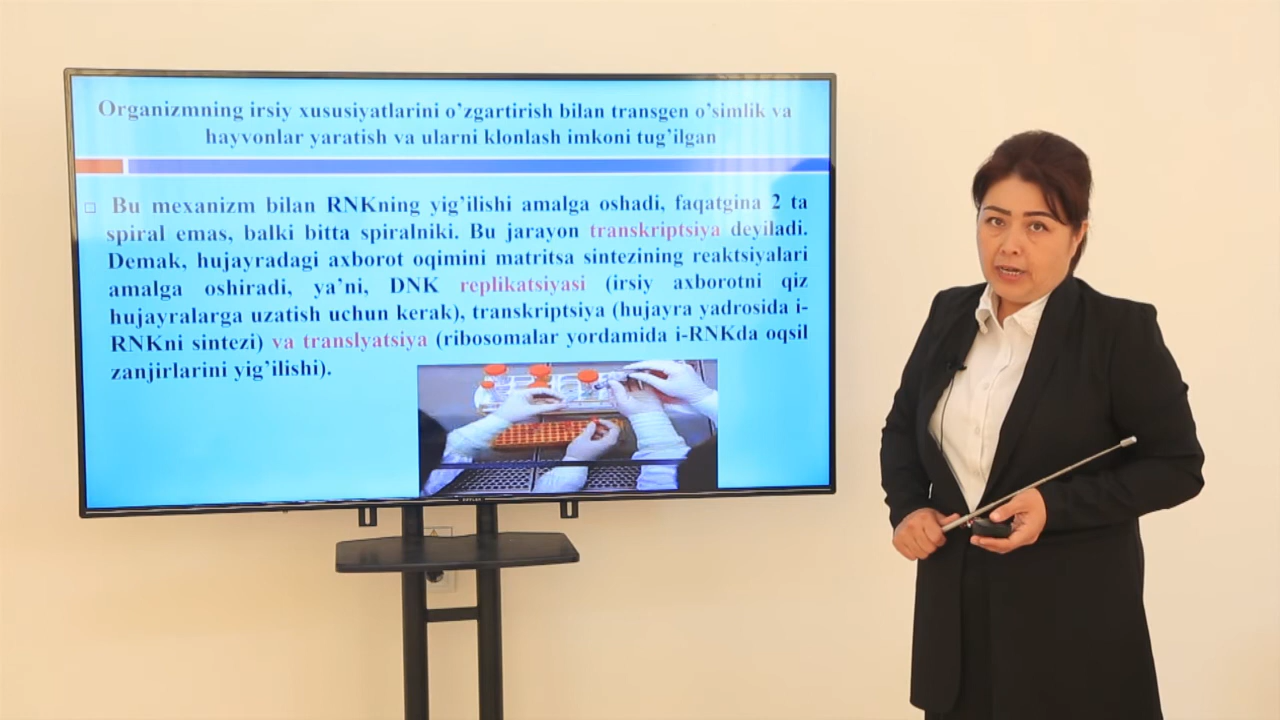 Organizmning irsiy xususiyatlarini o’zgartirish bilan transgen o’simlik va
hayvonlar yaratish va ularni klonlash imkoni tug’ilgan
Bu mexanizm bilan RNKning yig’ilishi amalga oshadi, faqatgina 2 ta
spiral emas, balki bitta spiralniki. Bu jarayon transkriptsiya deyiladi.
Demak, hujayradagi axborot oqimini matritsa sintezining reaktsiyalari
amalga oshiradi, ya’ni, DNK replikatsiyasi (irsiy axborotni qiz
hujayralarga uzatish uchun kerak), transkriptsiya (hujayra yadrosida i-
RNKni sintezi) va translyatsiya (ribosomalar yordamida i-RNKda oqsil
zanjirlarini yig’ilishi).